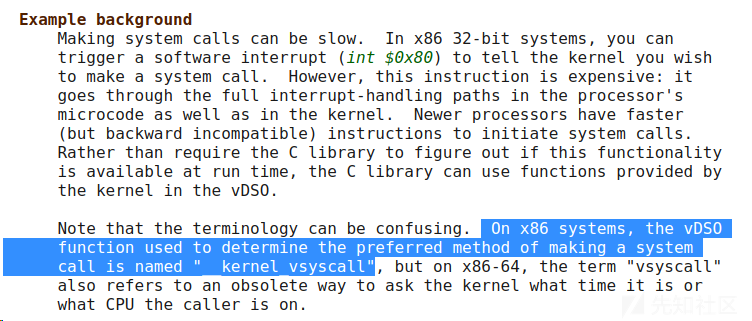 Example background
Making system calls can be slow.  In x86 32-bit systems, you can
trigger a software interrupt (int $0x80) to tell the kernel you wish
to make a system call.  However, this instruction is expensive: it
goes through the full interrupt-handling paths in the processor's
microcode as well as in the kernel.  Newer processors have faster
(but backward incompatible) instructions to initiate system calls.
Rather than require the C library to figure out if this functionality
is available at run time, the C library can use functions provided by
the kernel in the vDSO.
Note that the terminology can be confusing.  On x86 systems, the vDSO
function used to determine the preferred method of making a system
call is named "__kernel_vsyscall", but on x86-64, the term "vsyscall"
also refers to an obsolete way to ask the kernel what time it is or
what CPU the caller is on.
先知社区